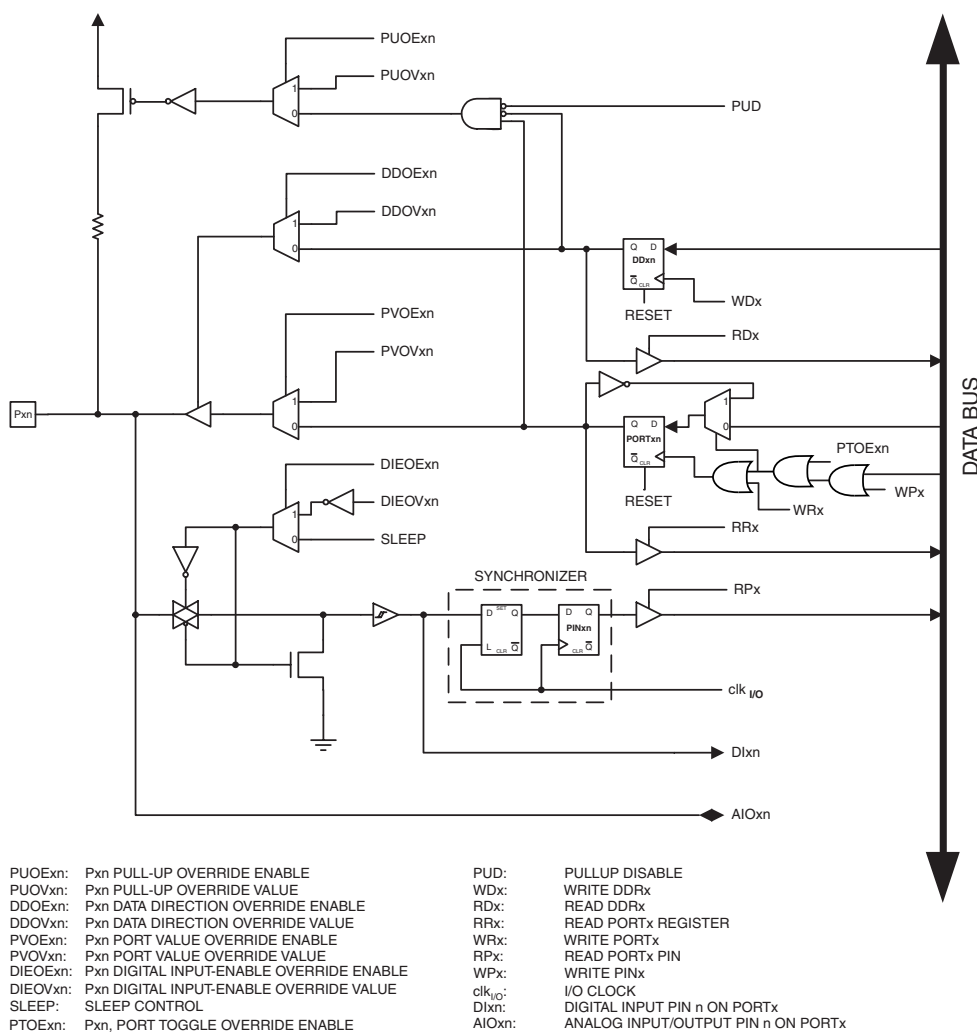 PUOExn
PUOVxn
1
0
PUD
DDOExn
DDOVxn
1
0
Q D
DDxn
Q CLR
WDx
RESET
RDx
PVOExn
PVOVxn
1
0
Pxn
1
0
Q D
PORTxn
Q CLR
PTOExn
WPx
WRx
RESET
RRx
DATA BUS
DIEOExn
DIEOVxn
1
0
SLEEP
SYNCHRONIZER
D SET Q
L CLR Q
D Q
PINxn
CLR Q
RPx
clk I/O
DIxn
AIOxn
PUOExn: Pxn PULL-UP OVERRIDE ENABLE
PUOVxn: Pxn PULL-UP OVERRIDE VALUE
DDOExn: Pxn DATA DIRECTION OVERRIDE ENABLE
DDOVxn: Pxn DATA DIRECTION OVERRIDE VALUE
PVOExn: Pxn PORT VALUE OVERRIDE ENABLE
PVOVxn: Pxn PORT VALUE OVERRIDE VALUE
DIEOExn: Pxn DIGITAL INPUT-ENABLE OVERRIDE ENABLE
DIEOVxn: Pxn DIGITAL INPUT-ENABLE OVERRIDE VALUE
SLEEP: SLEEP CONTROL
PTOExn: Pxn, PORT TOGGLE OVERRIDE ENABLE
PUD: PULLUP DISABLE
WDx: WRITE DDRx
RDx: READ DDRx
RRx: READ PORTx REGISTER
WRx: WRITE PORTx
RPx: READ PORTx PIN
WPx: WRITE PINx
clkI/O: I/O CLOCK
DIxn: DIGITAL INPUT PIN n ON PORTx
AIOxn: ANALOG INPUT/OUTPUT PIN n ON PORTx